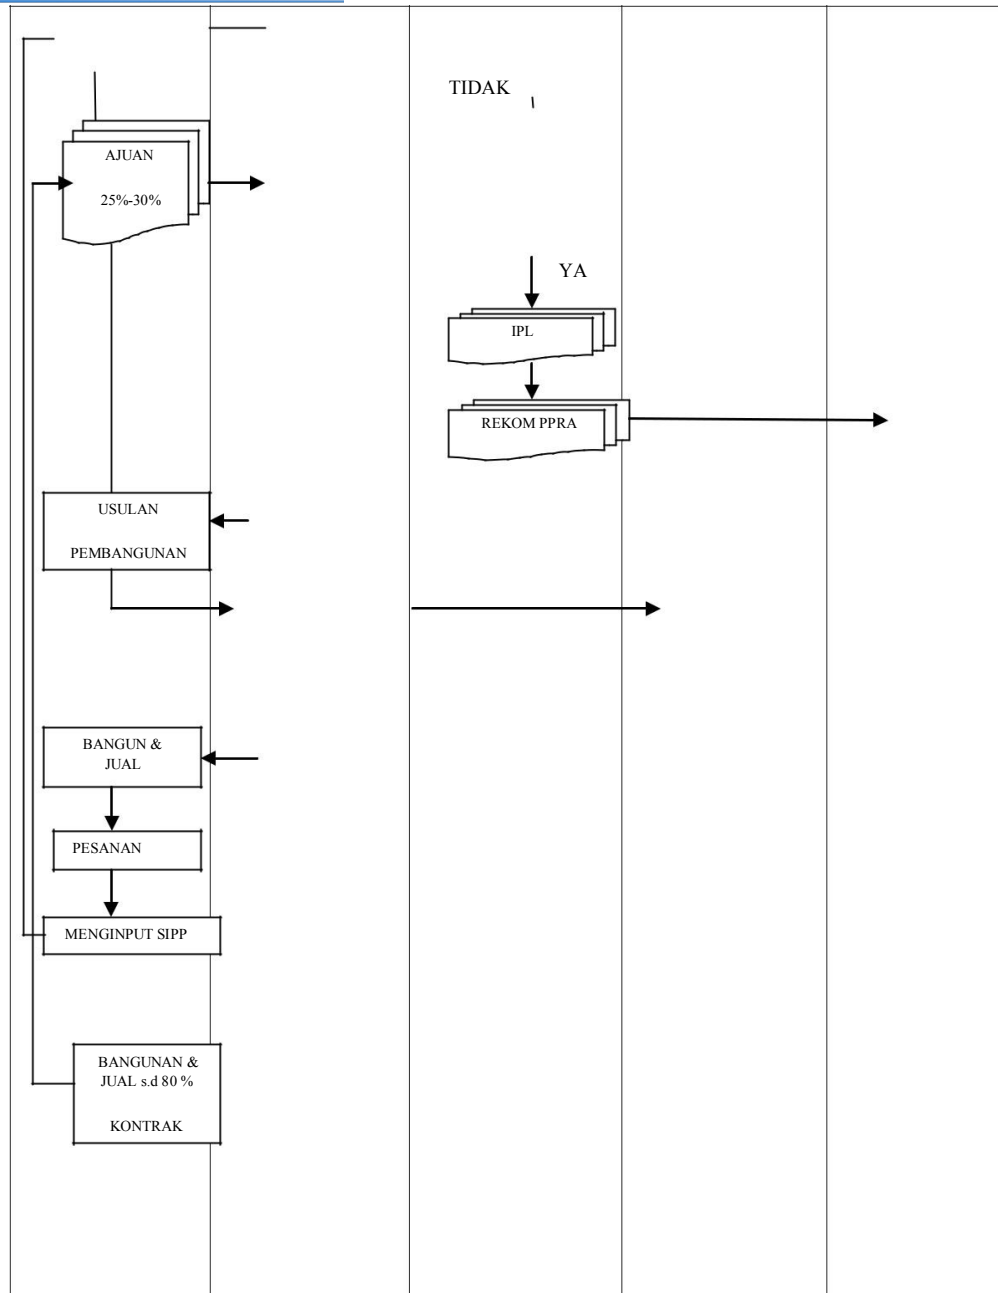 TIDAK
AJUAN
25%-30%
YA
IPL
REKOM PPRA
USULAN
PEMBANGUNAN
BANGUN &
JUAL
PESANAN
MENGINPUT SIPP
BANGUNAN &
JUAL s.d 80 %
KONTRAK